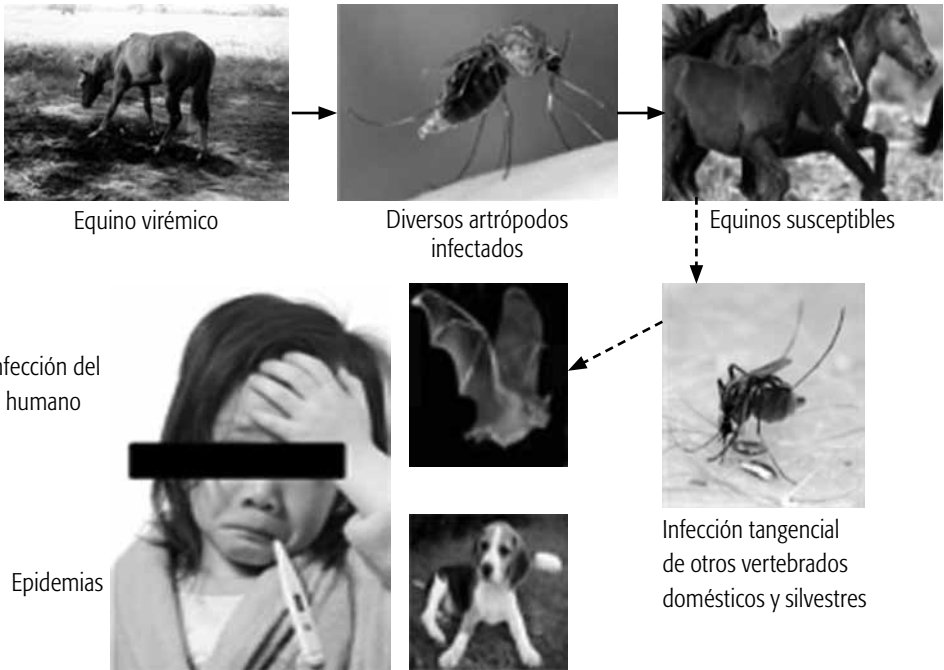 Equino virémico
Diversos artrópodos
infectados
Equinos susceptibles
nfección del
humano
Epidemias
Infección tangencial
de otros vertebrados
domésticos y silvestres